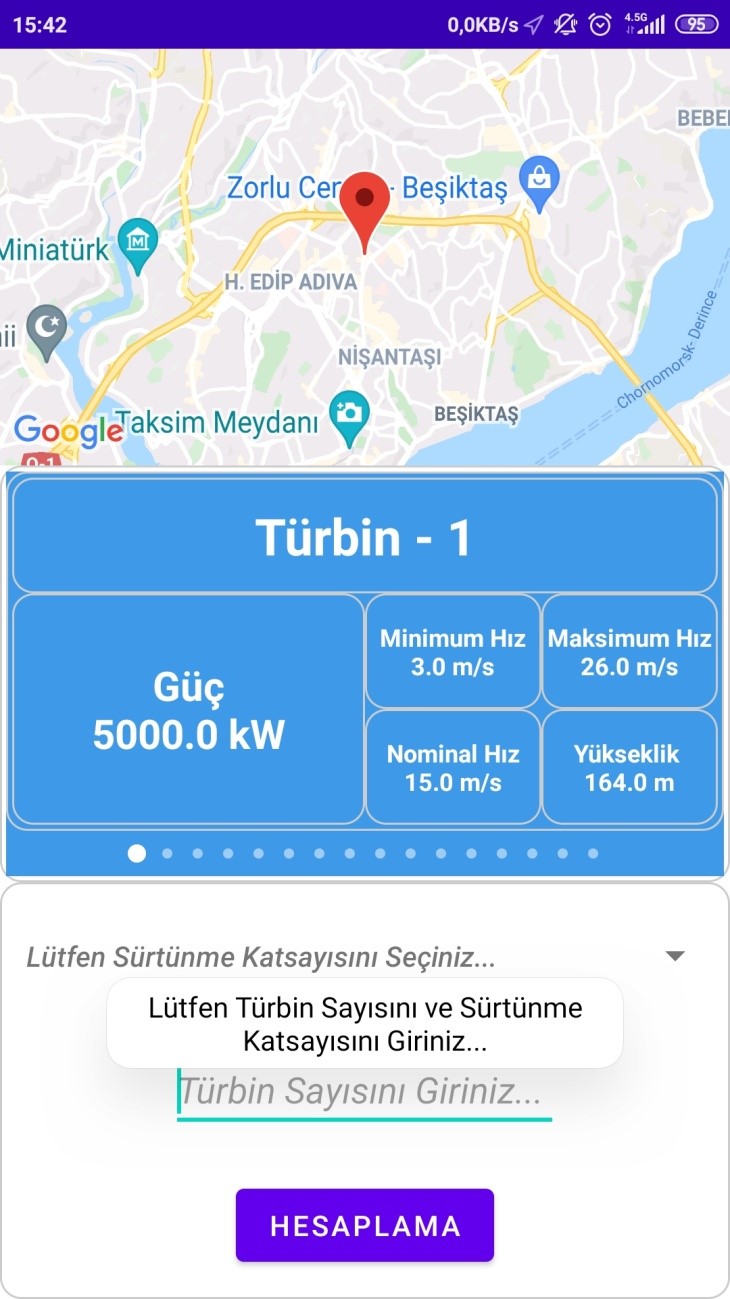 15:42
0,0KB/s
4.5G
95
BEBE
Zorlu Cen
- Beşiktaş
Miniatürk
H. EDİP ADIVA
ii
NİŞANTAŞI
Chornomorsk- Derince
BEŞİKTAŞ
Taksim Meydanı
Google
O-1
Türbin - 1
Güç
5000.0 kW
Minimum Hız
3.0 m/s
Maksimum Hız
26.0 m/s
Nominal Hız
15.0 m/s
Yükseklik
164.0 m
Lütfen Sürtünme Katsayısını Seçiniz...
Lütfen Türbin Sayısını ve Sürtünme
Katsayısını Giriniz...
Türbin Sayısını Giriniz...
HESAPLAMA